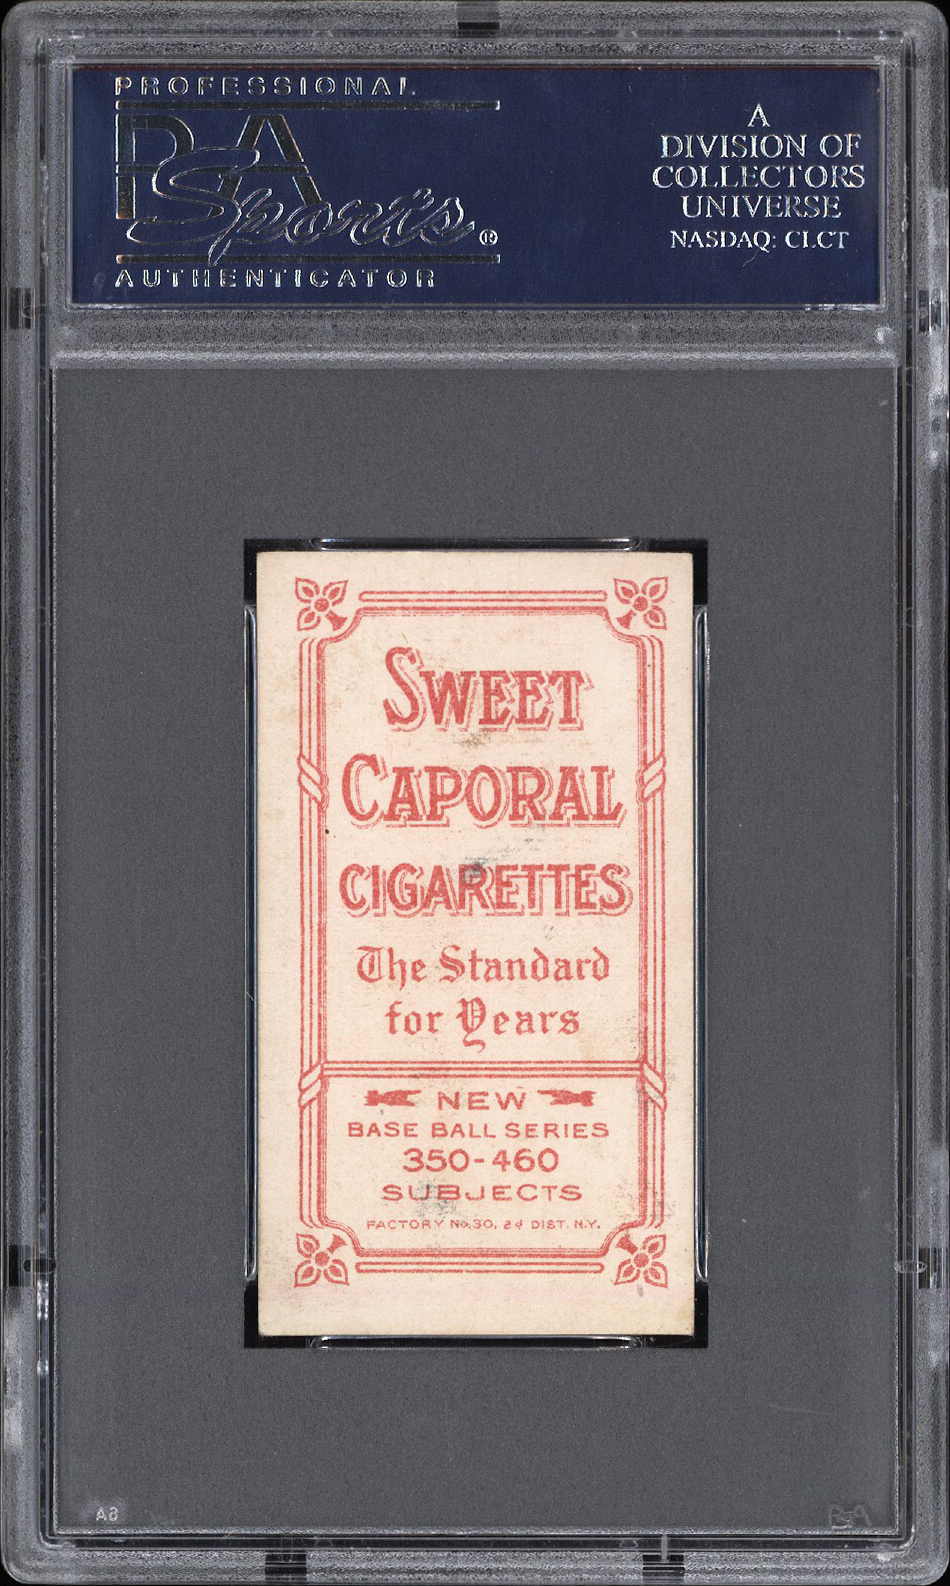 PROFESSIONAL
PSA
Sports®
AUTHENTICATOR
A
DIVISION OF
COLLECTORS
UNIVERSE
NASDAQ: CLCT
SWEET
CAPORAL
CIGARETTES
The Standard
for Years
NEW
BASE BALL SERIES
350-460
SUBJECTS
FACTORY No. 30, 2d DIST. N.Y.
A8
PSA